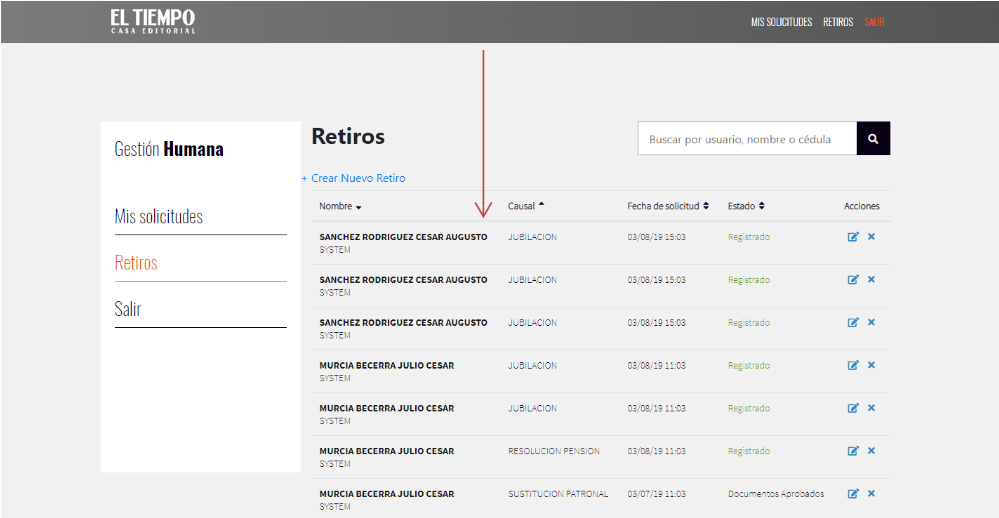 EL TIEMPO
CASA EDITORIAL
MIS SOLICITUDES RETIROS SALIR
Gestión Humana
Mis solicitudes
Retiros
Salir
Retiros
Buscar por usuario, nombre o cédula
+ Crear Nuevo Retiro
Nombre Causal Fecha de solicitud Estado Acciones
SANCHEZ RODRIGUEZ CESAR AUGUSTO JUBILACION 03/08/19 15:03 Registrado
SYSTEM
SANCHEZ RODRIGUEZ CESAR AUGUSTO JUBILACION 03/08/19 15:03 Registrado
SYSTEM
SANCHEZ RODRIGUEZ CESAR AUGUSTO JUBILACION 03/08/19 15:03 Registrado
SYSTEM
MURCIA BECERRA JULIO CESAR JUBILACION 03/08/19 11:03 Registrado
SYSTEM
MURCIA BECERRA JULIO CESAR JUBILACION 03/08/19 11:03 Registrado
SYSTEM
MURCIA BECERRA JULIO CESAR RESOLUCION PENSION 03/08/19 11:03 Registrado
SYSTEM
MURCIA BECERRA JULIO CESAR SUSTITUCION PATRONAL 03/07/19 11:03 Documentos Aprobados
SYSTEM